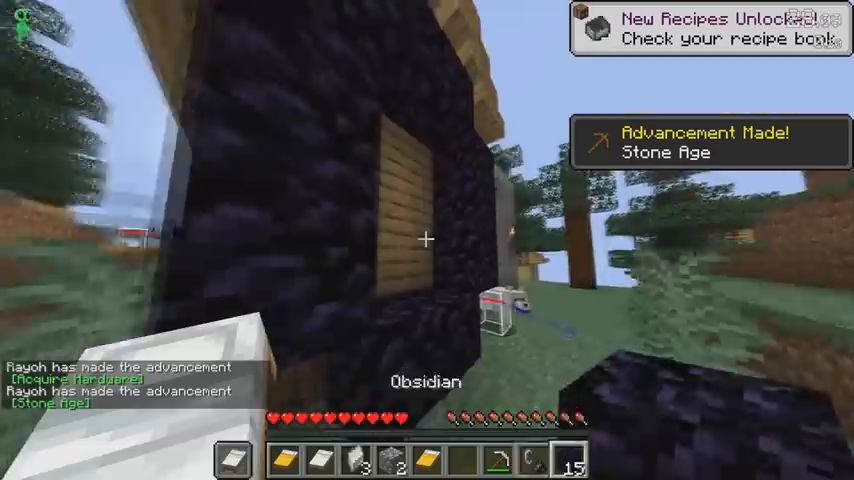 New Recipes Unlocked!
Check your recipe book
Advancement Made!
Stone Age
Rayoh has made the advancement
[Acquire Hardware]
Rayoh has made the advancement
[Stone Age]
Obsidian
3
2
15